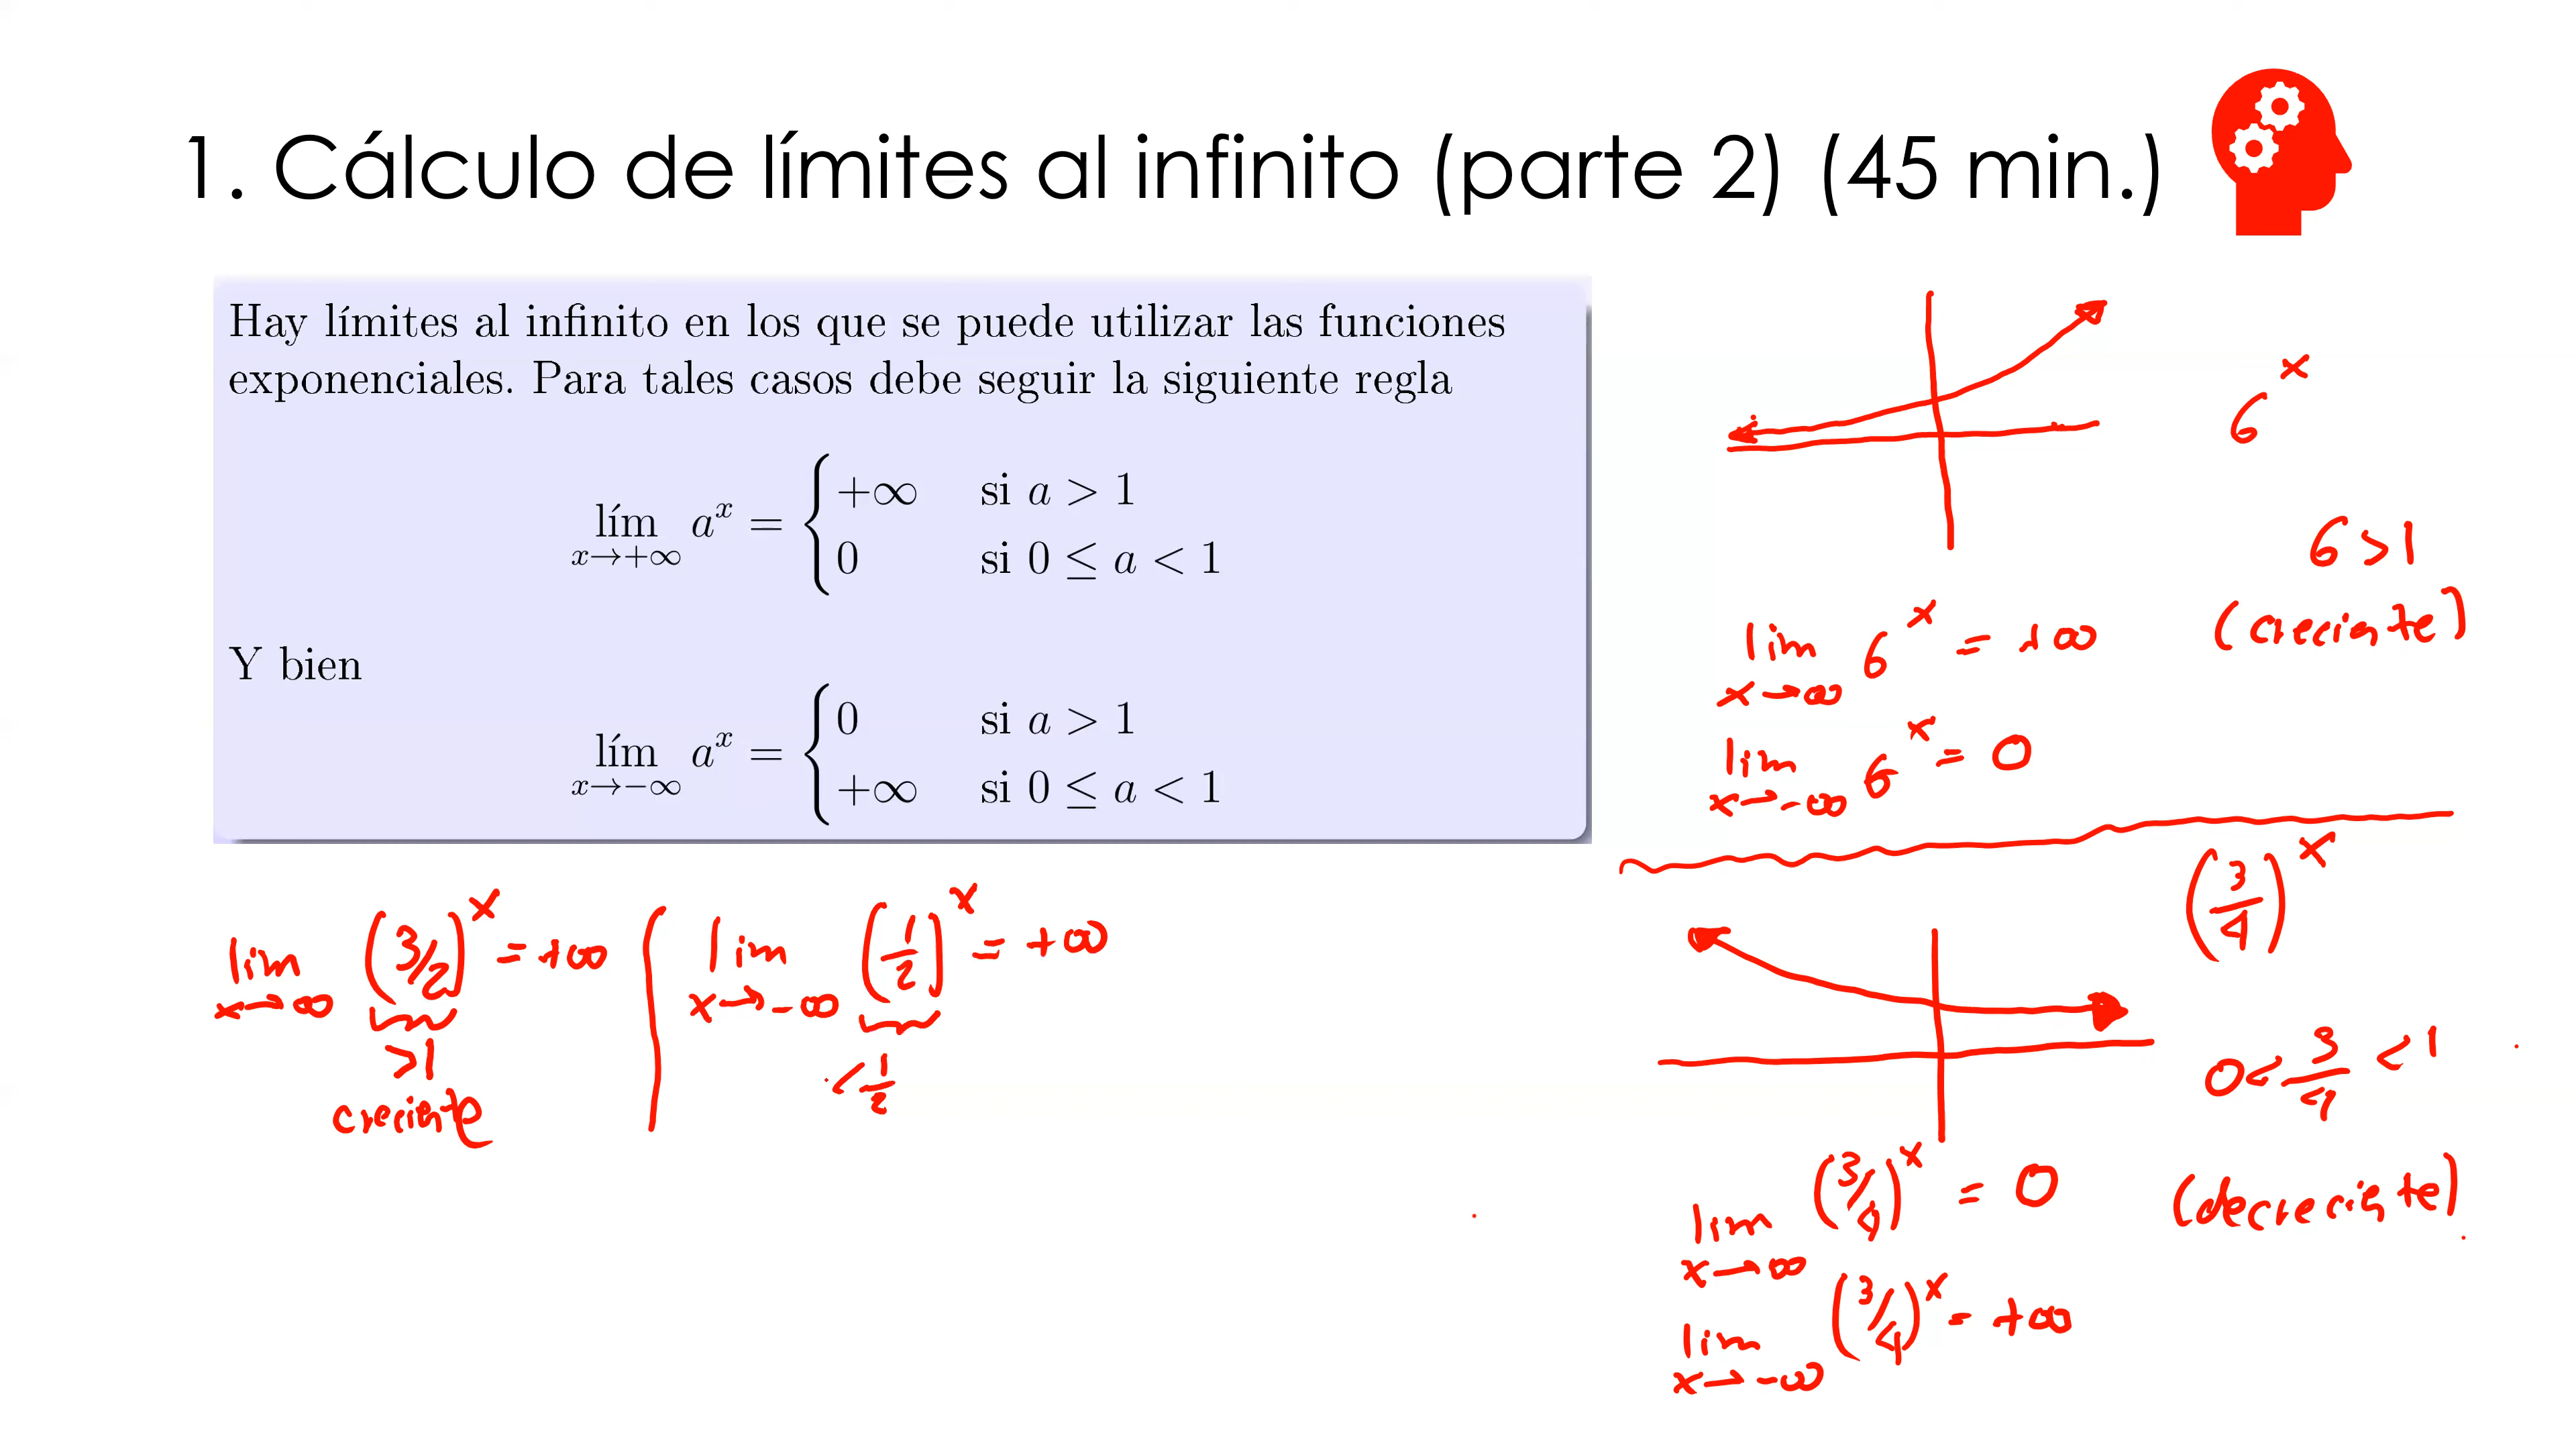 1. Cálculo de límites al infinito (parte 2) (45 min.)
Hay límites al infinito en los que se puede utilizar las funciones
exponenciales. Para tales casos debe seguir la siguiente regla
lím x→+∞ a^x = { +∞ si a > 1
0 si 0 ≤ a < 1
Y bien
lím x→−∞ a^x = { 0 si a > 1
+∞ si 0 ≤ a < 1
6^x
6 > 1
(creciente)
lim x→∞ 6^x = +∞
lim x→-∞ 6^x = 0
(3/4)^x
0 < 3/4 < 1
(decreciente)
lim x→∞ (3/4)^x = 0
lim x→-∞ (3/4)^x = +∞
lim x→∞ (3/2)^x = +∞
>1
creciente
lim x→-∞ (1/2)^x = +∞
< 1/2